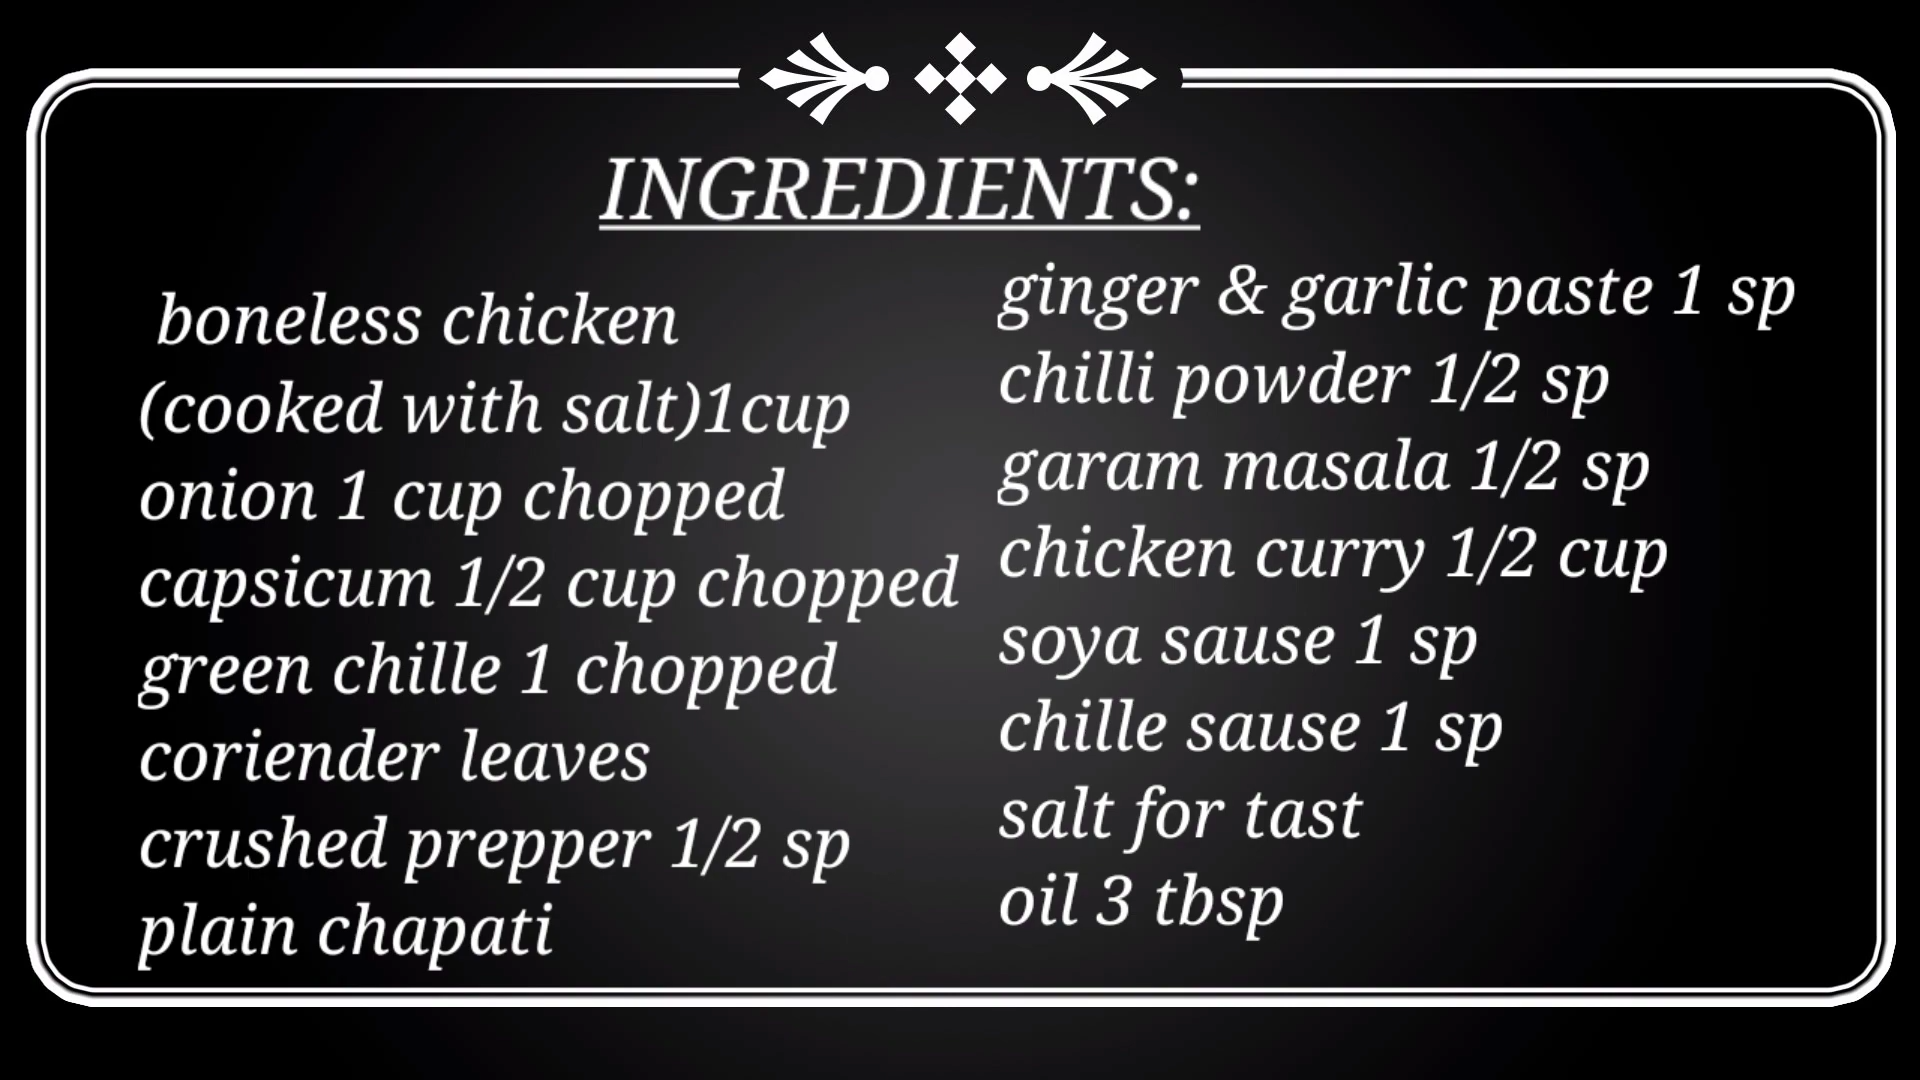 INGREDIENTS:
boneless chicken
(cooked with salt)1cup
onion 1 cup chopped
capsicum 1/2 cup chopped
green chille 1 chopped
coriender leaves
crushed prepper 1/2 sp
plain chapati
ginger & garlic paste 1 sp
chilli powder 1/2 sp
garam masala 1/2 sp
chicken curry 1/2 cup
soya sause 1 sp
chille sause 1 sp
salt for tast
oil 3 tbsp